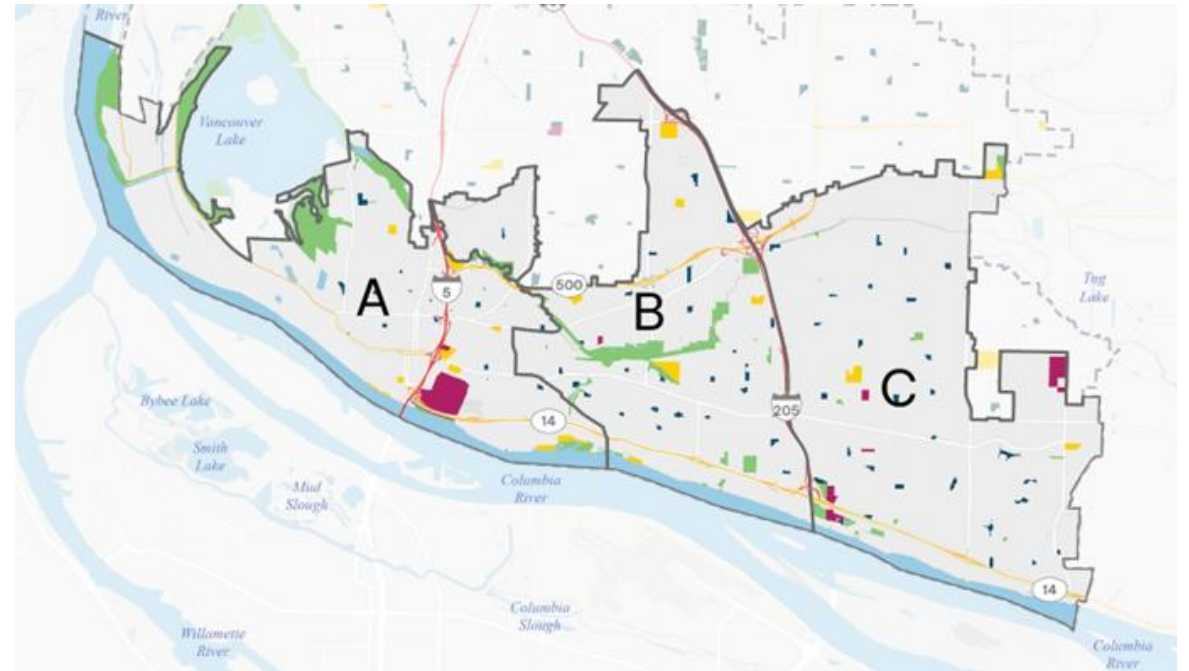 River
Vancouver
Lake
A
5
500
B
Tug
Lake
C
205
14
Bybee Lake
Smith
Lake
Mud
Slough
Columbia
River
14
Columbia
Slough
Willamette
River
Columbia
River